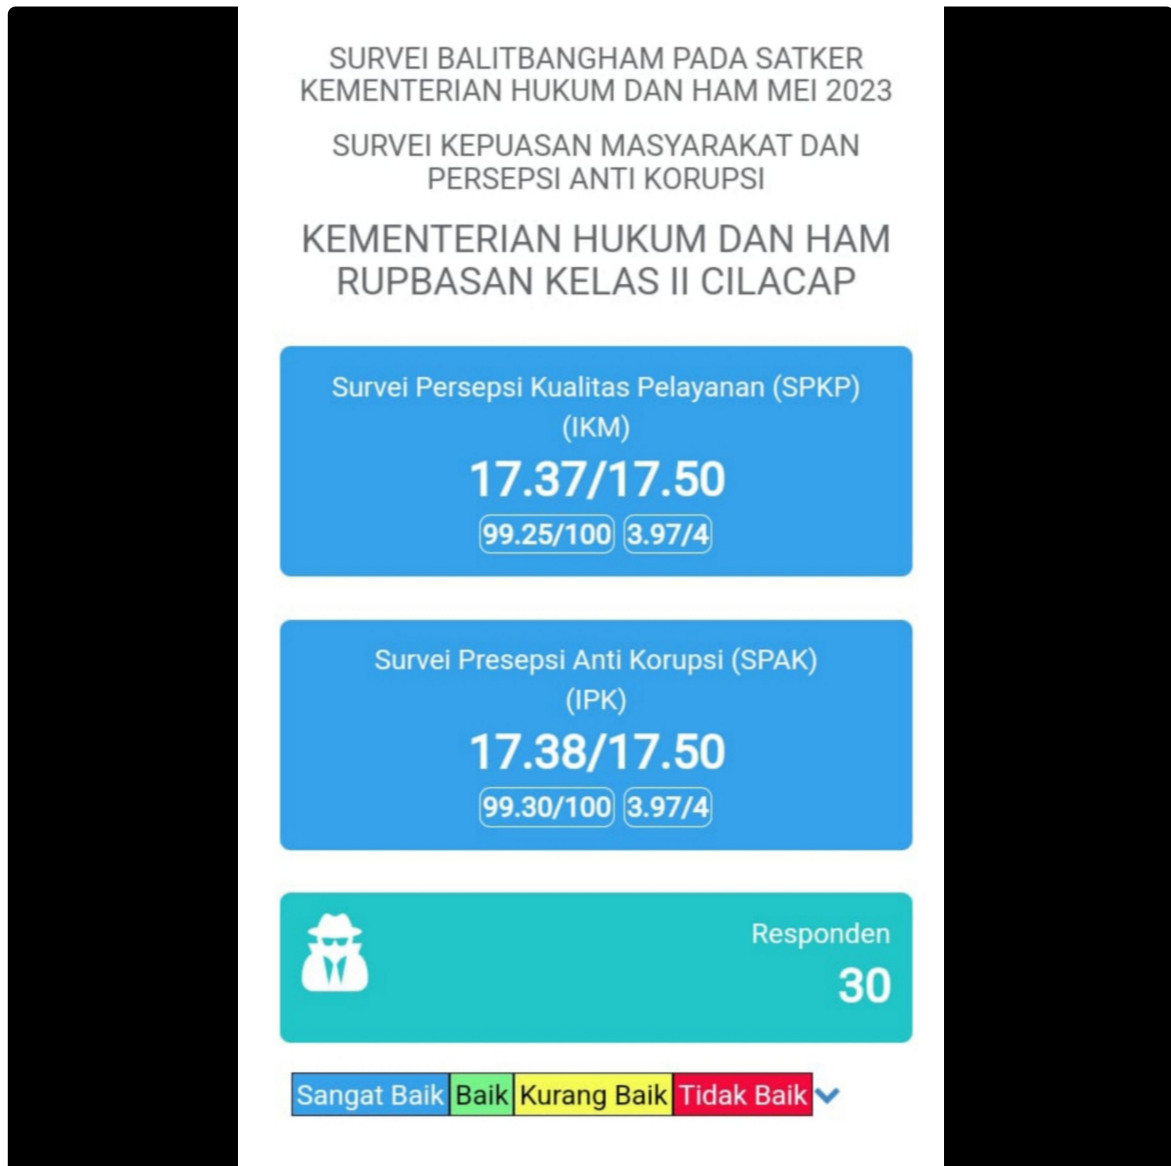 SURVEI BALITBANGHAM PADA SATKER
KEMENTERIAN HUKUM DAN HAM MEI 2023
SURVEI KEPUASAN MASYARAKAT DAN
PERSEPSI ANTI KORUPSI
KEMENTERIAN HUKUM DAN HAM
RUPBASAN KELAS II CILACAP
Survei Persepsi Kualitas Pelayanan (SPKP)
(IKM)
17.37/17.50
99.25/100 3.97/4
Survei Presepsi Anti Korupsi (SPAK)
(IPK)
17.38/17.50
99.30/100 3.97/4
Responden
30
Sangat Baik Baik Kurang Baik Tidak Baik